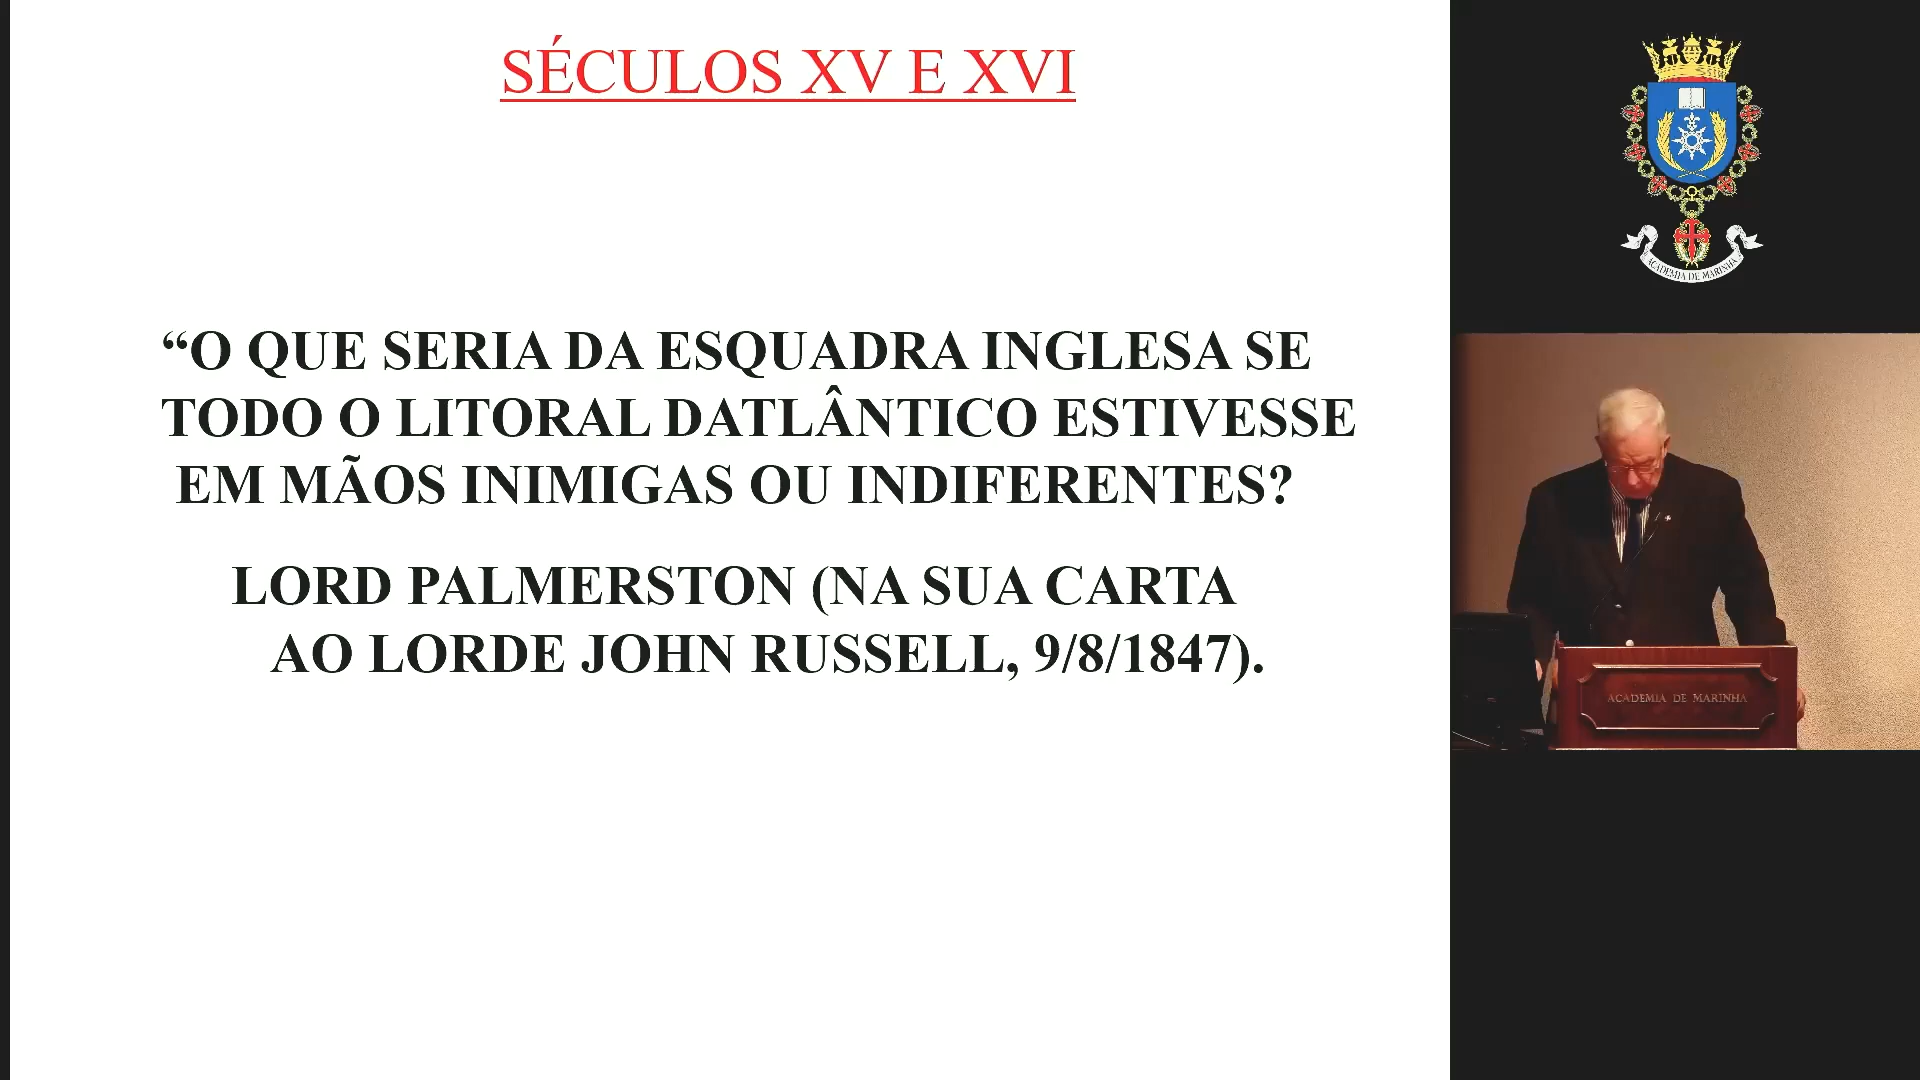 SÉCULOS XV E XVI
“O QUE SERIA DA ESQUADRA INGLESA SE
TODO O LITORAL DATLÂNTICO ESTIVESSE
EM MÃOS INIMIGAS OU INDIFERENTES?
LORD PALMERSTON (NA SUA CARTA
AO LORDE JOHN RUSSELL, 9/8/1847).
ACADEMIA DE MARINHA
ACADEMIA DE MARINHA